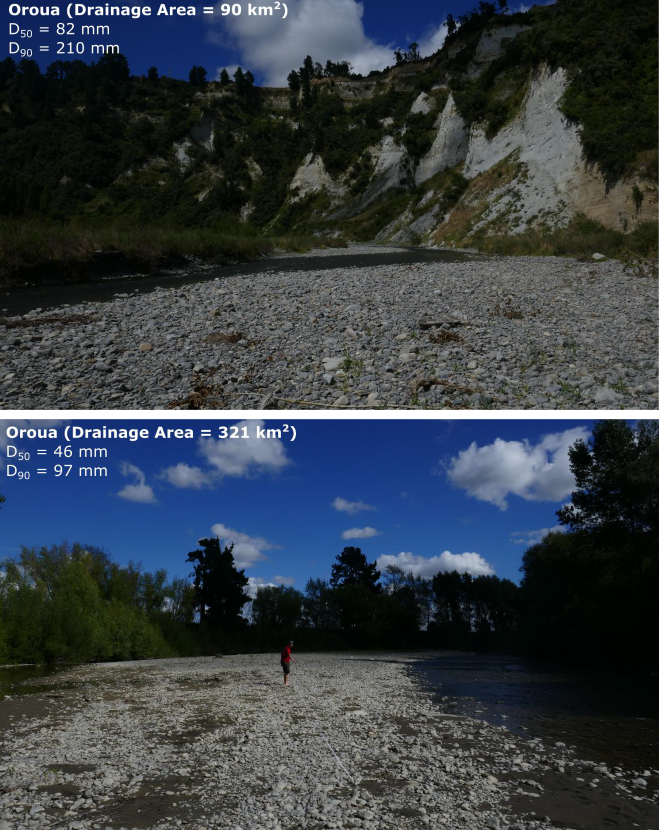 Oroua (Drainage Area = 90 km²)
D₅₀ = 82 mm
D₉₀ = 210 mm
Oroua (Drainage Area = 321 km²)
D₅₀ = 46 mm
D₉₀ = 97 mm